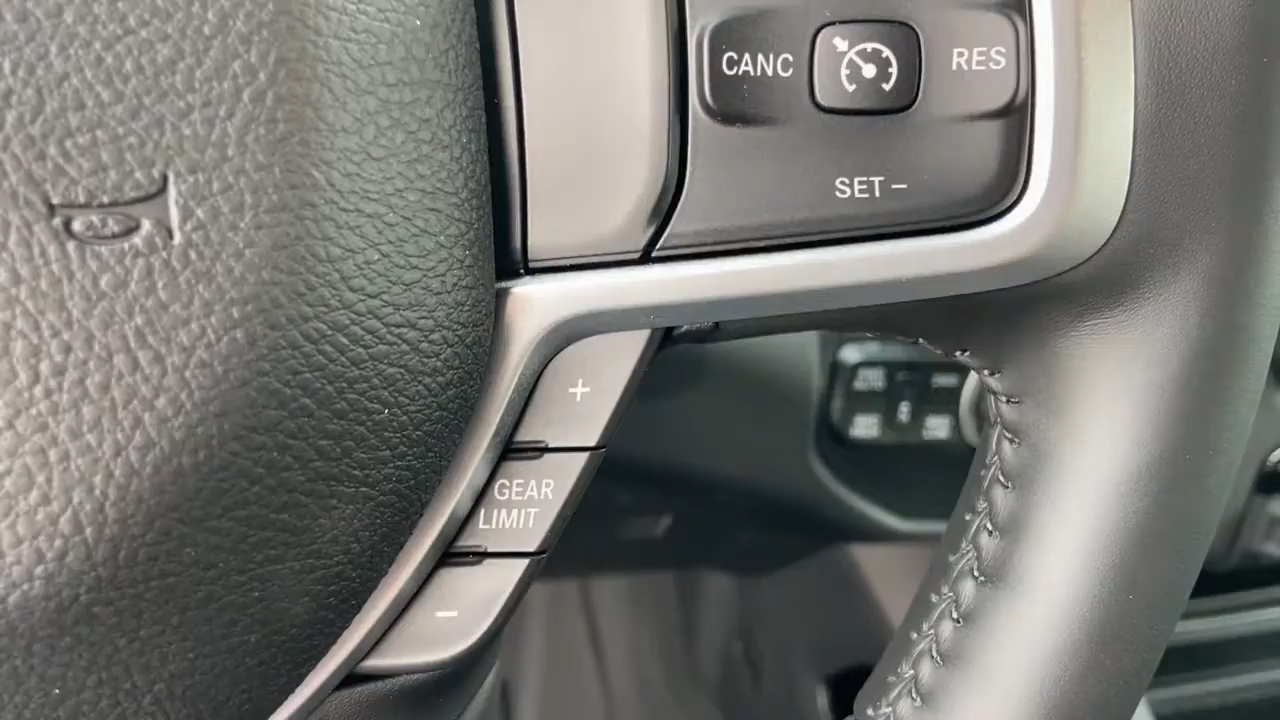 CANC
RES
SET –
+
GEAR
LIMIT
–